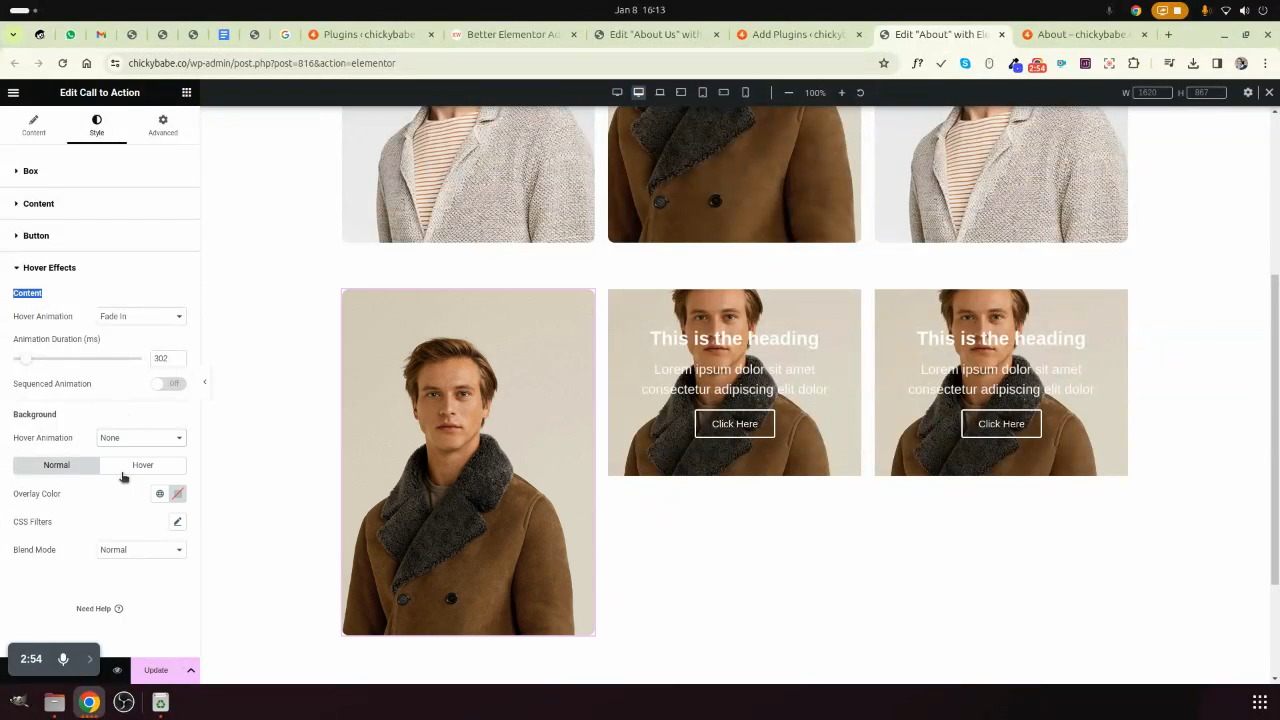 Jan 8 16:13
Plugins ‹ chickybabe
Better Elementor Ad
Edit "About Us" with
Add Plugins ‹ chickyb
Edit "About" with Ele
About – chickybabe.c
chickybabe.co/wp-admin/post.php?post=816&action=elementor
2:54
Edit Call to Action
100%
W 1620 H 867
Content Style Advanced
Box
Content
Button
Hover Effects
Content
Hover Animation Fade In
Animation Duration (ms)
302
Sequenced Animation Off
Background
Hover Animation None
Normal Hover
Overlay Color
CSS Filters
Blend Mode Normal
Need Help
2:54
Update
This is the heading
Lorem ipsum dolor sit amet
consectetur adipiscing elit dolor
Click Here
This is the heading
Lorem ipsum dolor sit amet
consectetur adipiscing elit dolor
Click Here